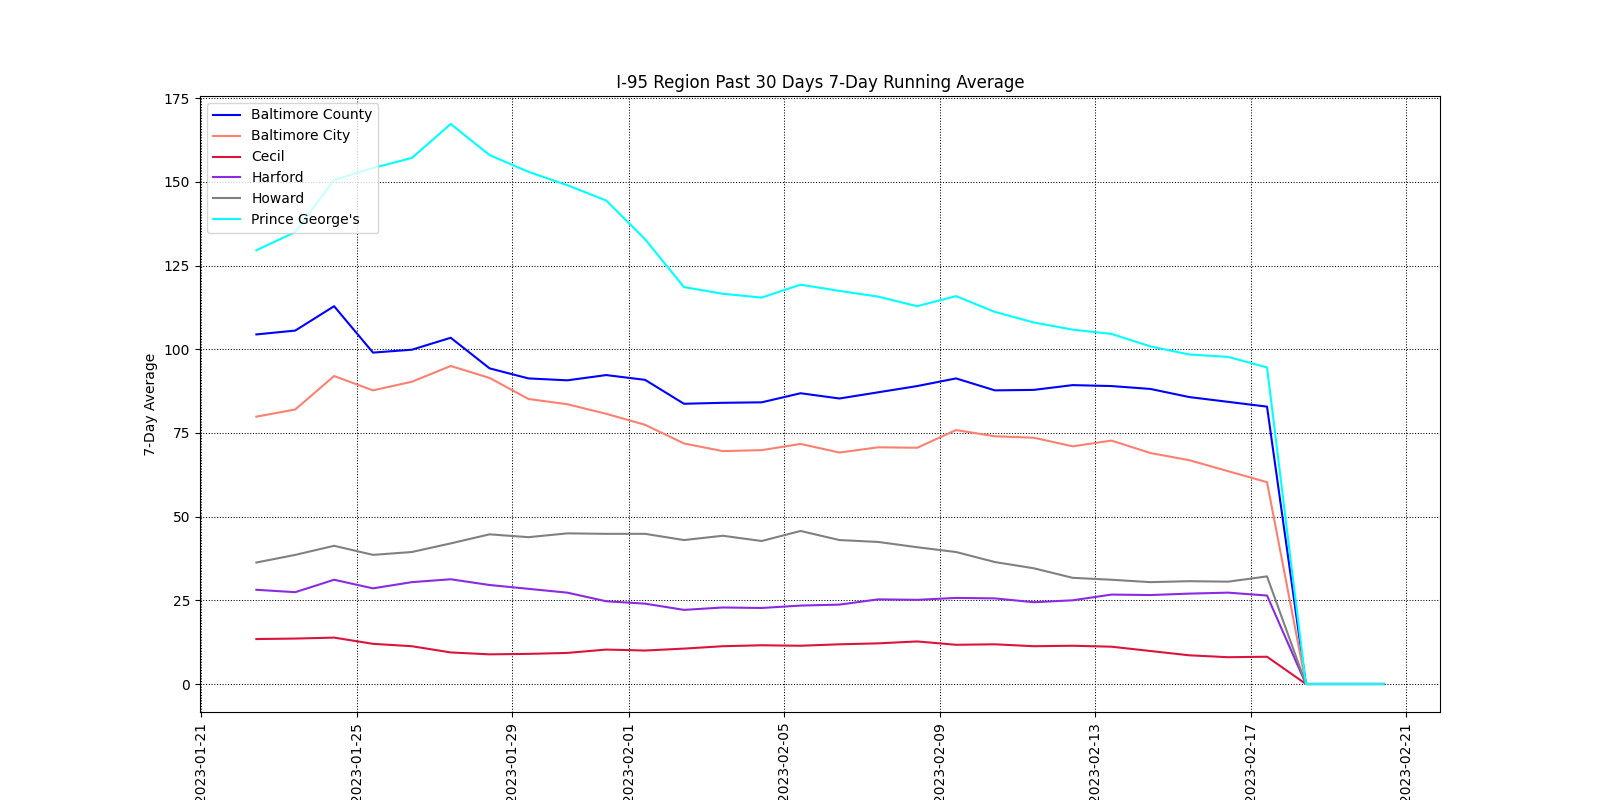 I-95 Region Past 30 Days 7-Day Running Average
175
150
125
100
75
50
25
0
7-Day Average
Baltimore County
Baltimore City
Cecil
Harford
Howard
Prince George's
2023-01-21
2023-01-25
2023-01-29
2023-02-01
2023-02-05
2023-02-09
2023-02-13
2023-02-17
2023-02-21